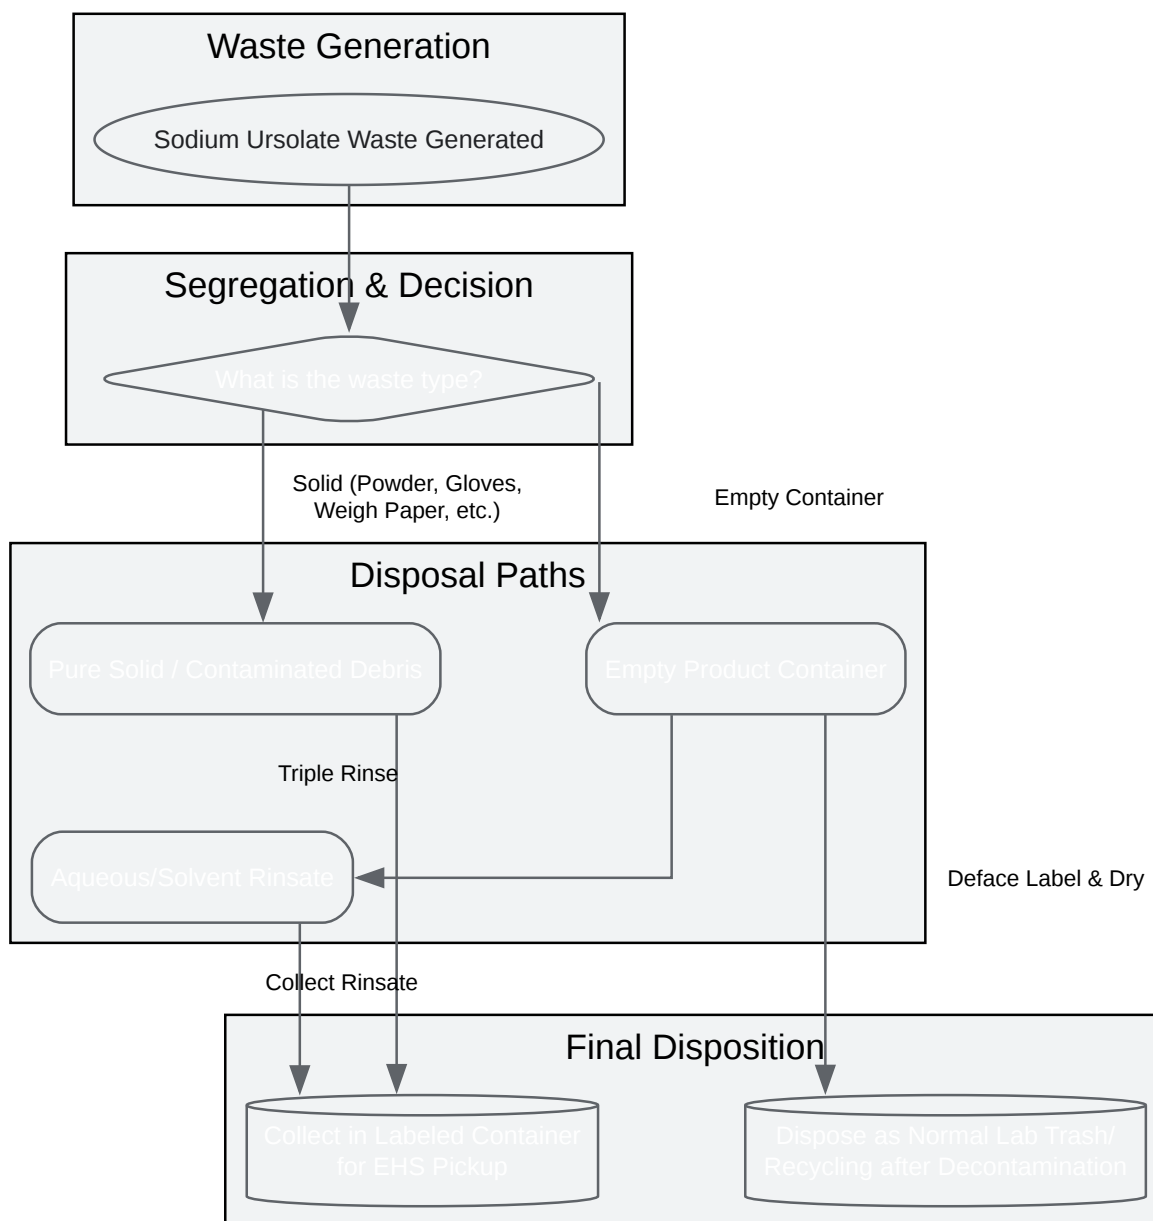 Waste Generation
Sodium Ursolate Waste Generated
Segregation & Decision
What is the waste type?
Solid (Powder, Gloves,
Weigh Paper, etc.)
Empty Container
Disposal Paths
Pure Solid / Contaminated Debris
Empty Product Container
Triple Rinse
Aqueous/Solvent Rinsate
Deface Label & Dry
Collect Rinsate
Final Disposition
Collect in Labeled Container
for EHS Pickup
Dispose as Normal Lab Trash/
Recycling after Decontamination